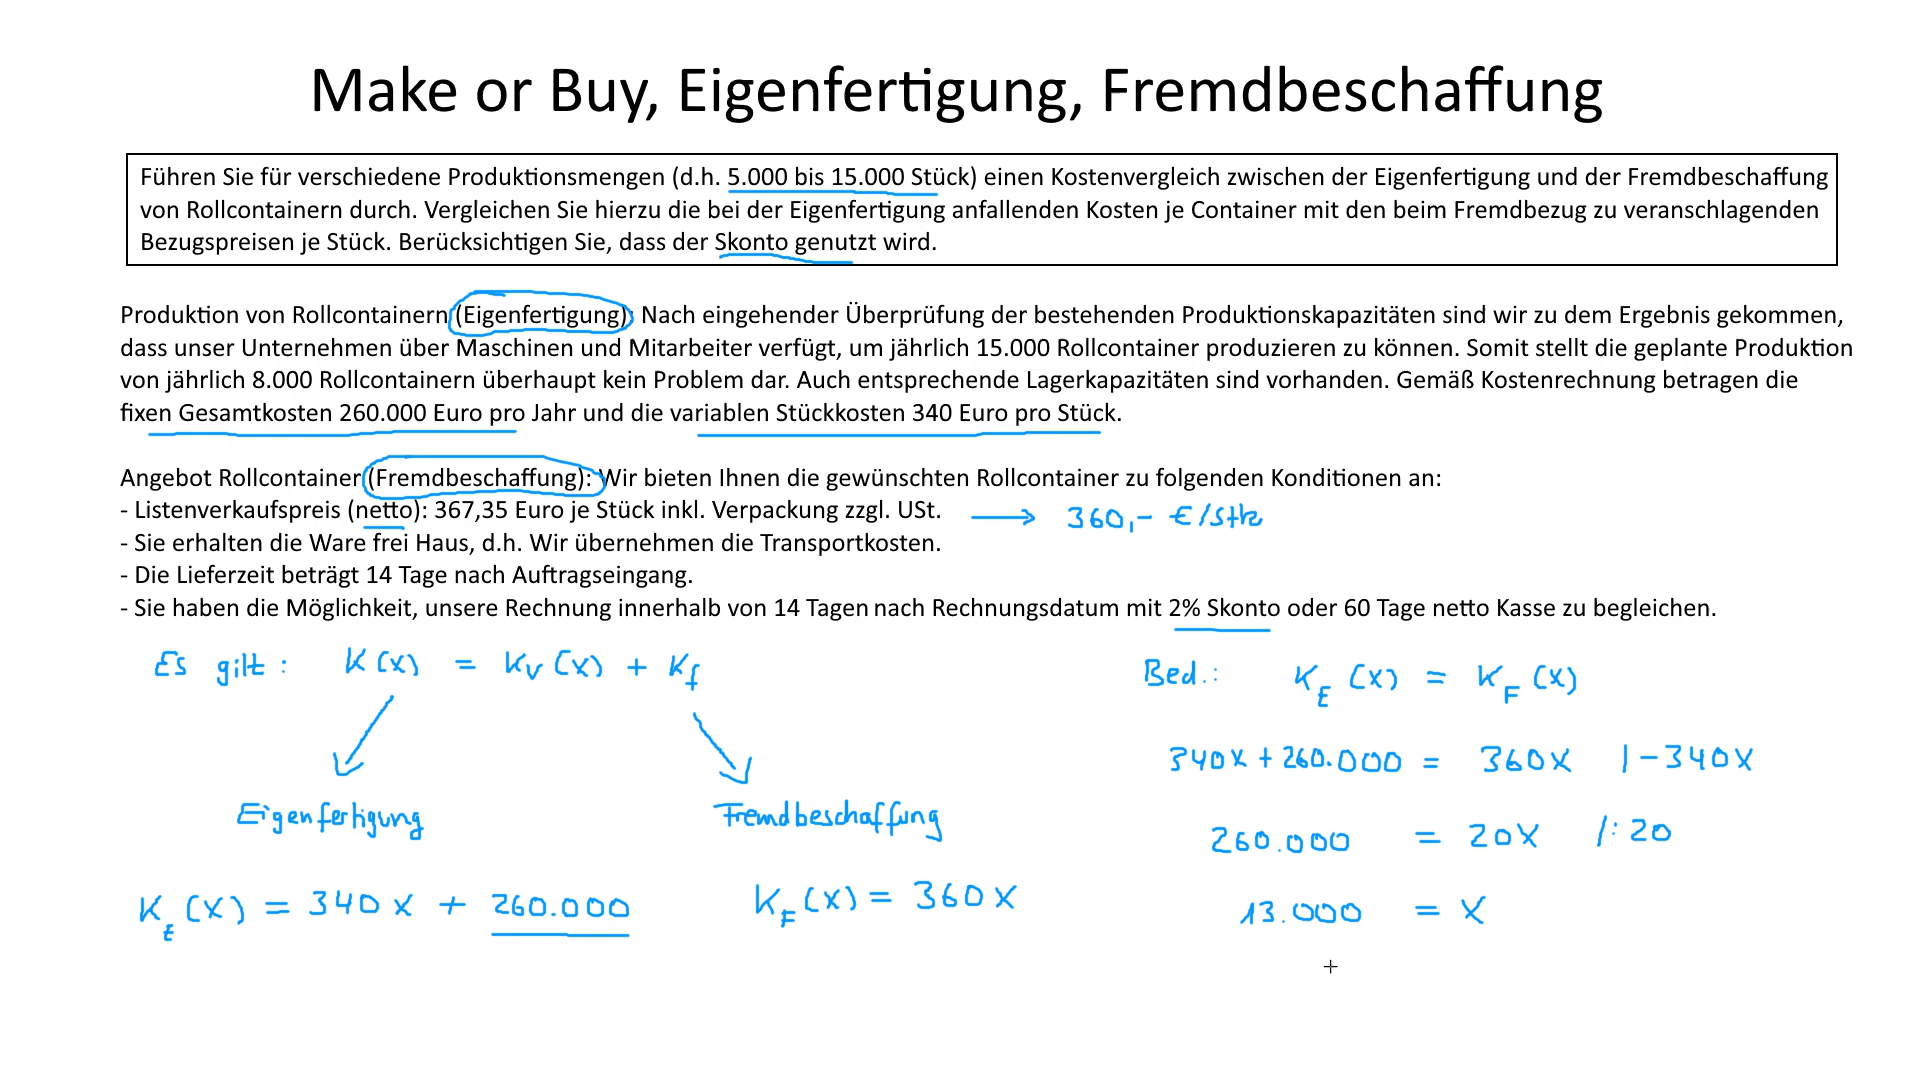 Make or Buy, Eigenfertigung, Fremdbeschaffung
Führen Sie für verschiedene Produktionsmengen (d.h. 5.000 bis 15.000 Stück) einen Kostenvergleich zwischen der Eigenfertigung und der Fremdbeschaffung
von Rollcontainern durch. Vergleichen Sie hierzu die bei der Eigenfertigung anfallenden Kosten je Container mit den beim Fremdbezug zu veranschlagenden
Bezugspreisen je Stück. Berücksichtigen Sie, dass der Skonto genutzt wird.
Produktion von Rollcontainern (Eigenfertigung): Nach eingehender Überprüfung der bestehenden Produktionskapazitäten sind wir zu dem Ergebnis gekommen,
dass unser Unternehmen über Maschinen und Mitarbeiter verfügt, um jährlich 15.000 Rollcontainer produzieren zu können. Somit stellt die geplante Produktion
von jährlich 8.000 Rollcontainern überhaupt kein Problem dar. Auch entsprechende Lagerkapazitäten sind vorhanden. Gemäß Kostenrechnung betragen die
fixen Gesamtkosten 260.000 Euro pro Jahr und die variablen Stückkosten 340 Euro pro Stück.
Angebot Rollcontainer (Fremdbeschaffung): Wir bieten Ihnen die gewünschten Rollcontainer zu folgenden Konditionen an:
- Listenverkaufspreis (netto): 367,35 Euro je Stück inkl. Verpackung zzgl. USt. → 360,- €/Stk
- Sie erhalten die Ware frei Haus, d.h. Wir übernehmen die Transportkosten.
- Die Lieferzeit beträgt 14 Tage nach Auftragseingang.
- Sie haben die Möglichkeit, unsere Rechnung innerhalb von 14 Tagen nach Rechnungsdatum mit 2% Skonto oder 60 Tage netto Kasse zu begleichen.
Es gilt: K(x) = Kv(x) + Kf
Eigenfertigung
Fremdbeschaffung
K_E(x) = 340x + 260.000
K_F(x) = 360x
Bed.: K_E(x) = K_F(x)
340x + 260.000 = 360x |-340x
260.000 = 20x |:20
13.000 = x